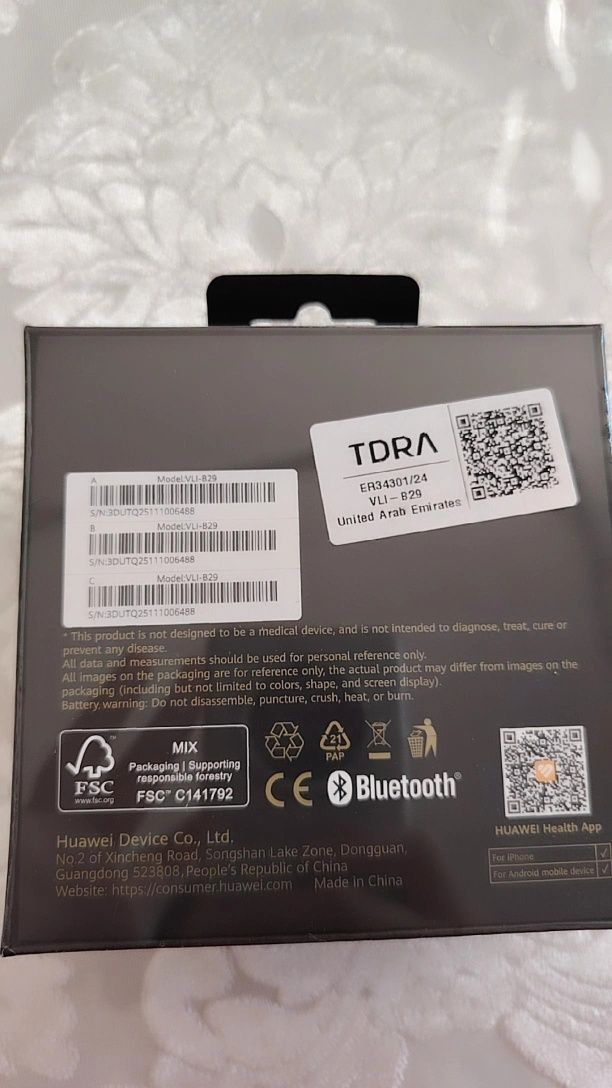 TDRA
ER34301/24
VLI-B29
United Arab Emirates
A Model:VLI-B29
S/N:3DUTQ25111006488
B Model:VLI-B29
S/N:3DUTQ25111006488
C Model:VLI-B29
S/N:3DUTQ25111006488
* This product is not designed to be a medical device, and is not intended to diagnose, treat, cure or
prevent any disease.
All data and measurements should be used for personal reference only.
All images on the packaging are for reference only, the actual product may differ from images on the
packaging (including but not limited to colors, shape, and screen display).
Battery warning: Do not disassemble, puncture, crush, heat, or burn.
FSC™
www.fsc.org
MIX
Packaging | Supporting
responsible forestry
FSC™ C141792
21
PAP
CE
Bluetooth®
HUAWEI Health App
For iPhone ✓
For Android mobile device ✓
Huawei Device Co., Ltd.
No.2 of Xincheng Road, Songshan Lake Zone, Dongguan,
Guangdong 523808, People's Republic of China
Website: https://consumer.huawei.com Made in China